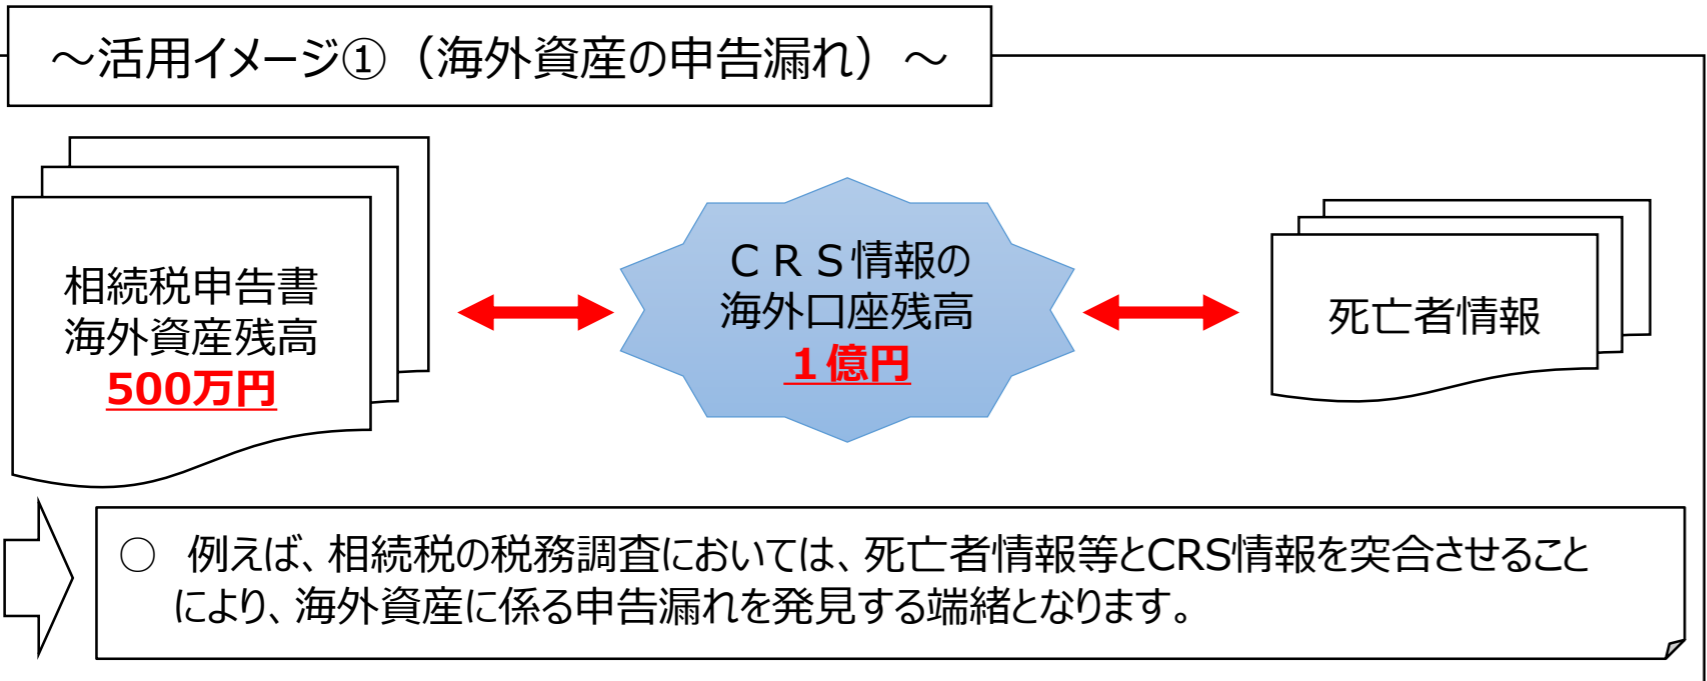 ～活用イメージ①（海外資産の申告漏れ）～
相続税申告書
海外資産残高
500万円
ＣＲＳ情報の
海外口座残高
１億円
死亡者情報
○　例えば、相続税の税務調査においては、死亡者情報等とCRS情報を突合させること
により、海外資産に係る申告漏れを発見する端緒となります。